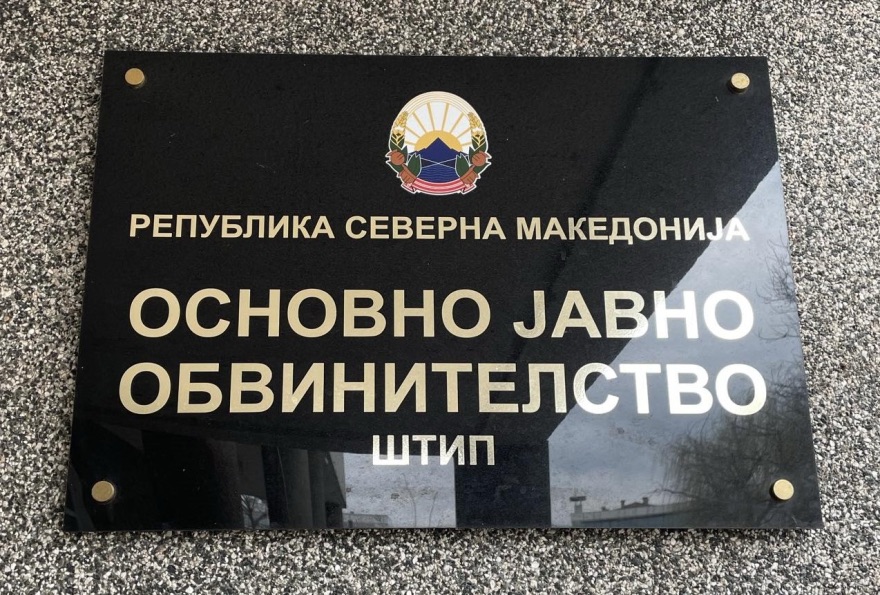 РЕПУБЛИКА СЕВЕРНА МАКЕДОНИЈА
ОСНОВНО ЈАВНО
ОБВИНИТЕЛСТВО
ШТИП